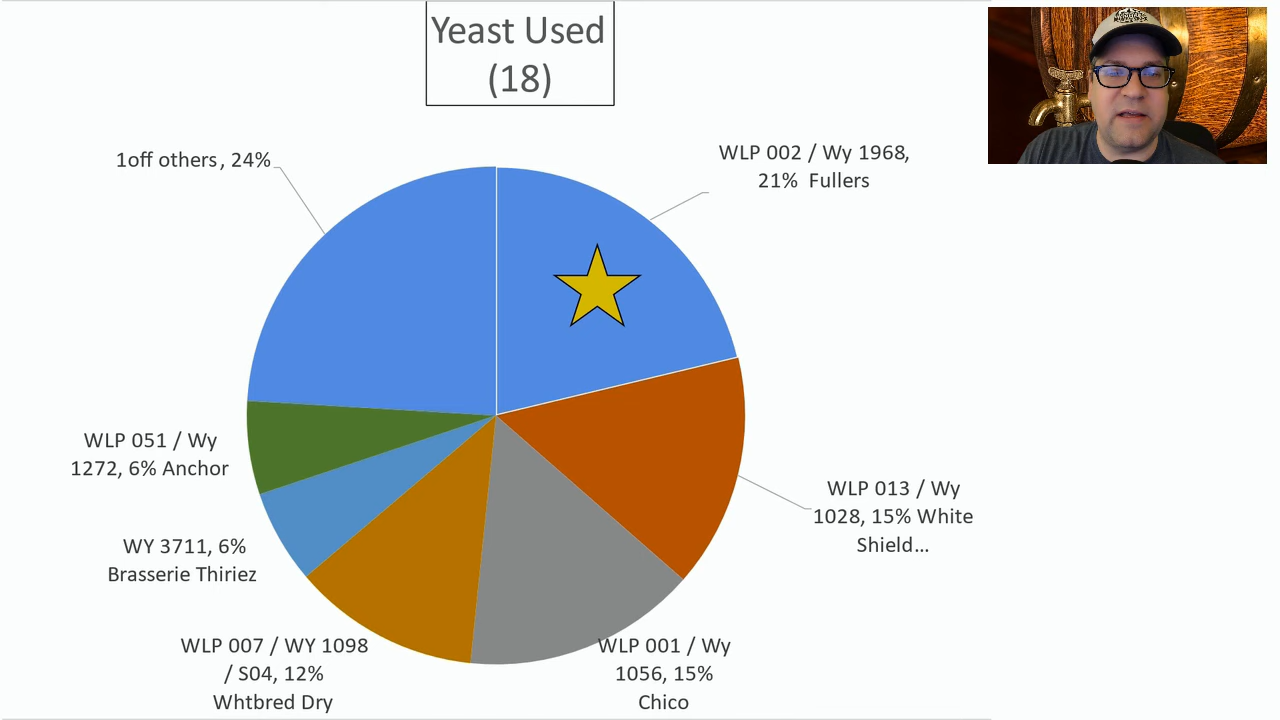 Yeast Used
(18)
1off others, 24%
WLP 002 / Wy 1968,
21%  Fullers
WLP 051 / Wy
1272, 6% Anchor
WLP 013 / Wy
1028, 15% White
Shield...
WY 3711, 6%
Brasserie Thiriez
WLP 007 / WY 1098
/ S04, 12%
Whtbred Dry
WLP 001 / Wy
1056, 15%
Chico